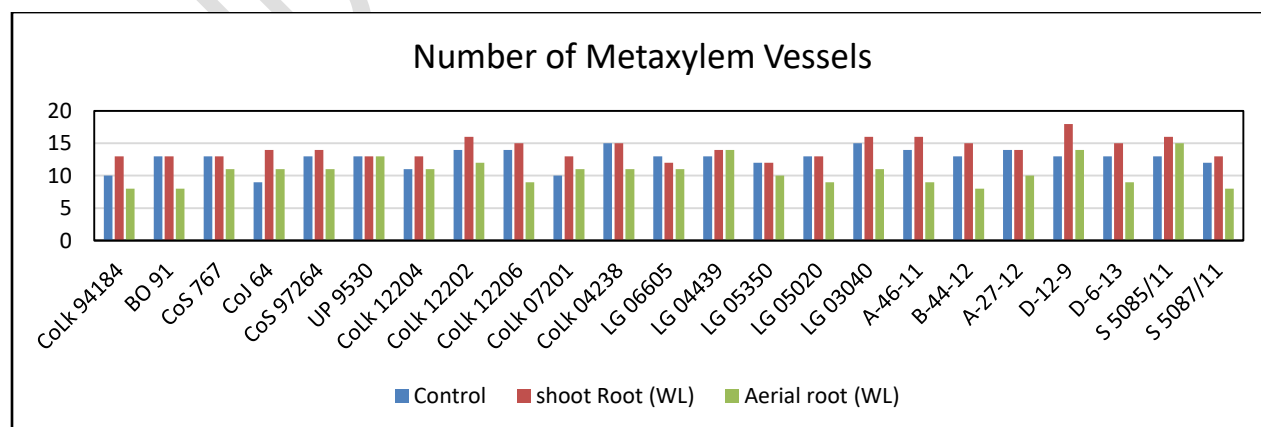 Number of Metaxylem Vessels
20
15
10
5
0
CoLk 94184
BO 91
CoS 767
CoJ 64
CoS 97264
UP 9530
CoLk 12204
CoLk 12202
CoLk 12206
CoLk 07201
CoLk 04238
LG 06605
LG 04439
LG 05350
LG 05020
LG 03040
A-46-11
B-44-12
A-27-12
D-12-9
D-6-13
S 5085/11
S 5087/11
Control shoot Root (WL) Aerial root (WL)